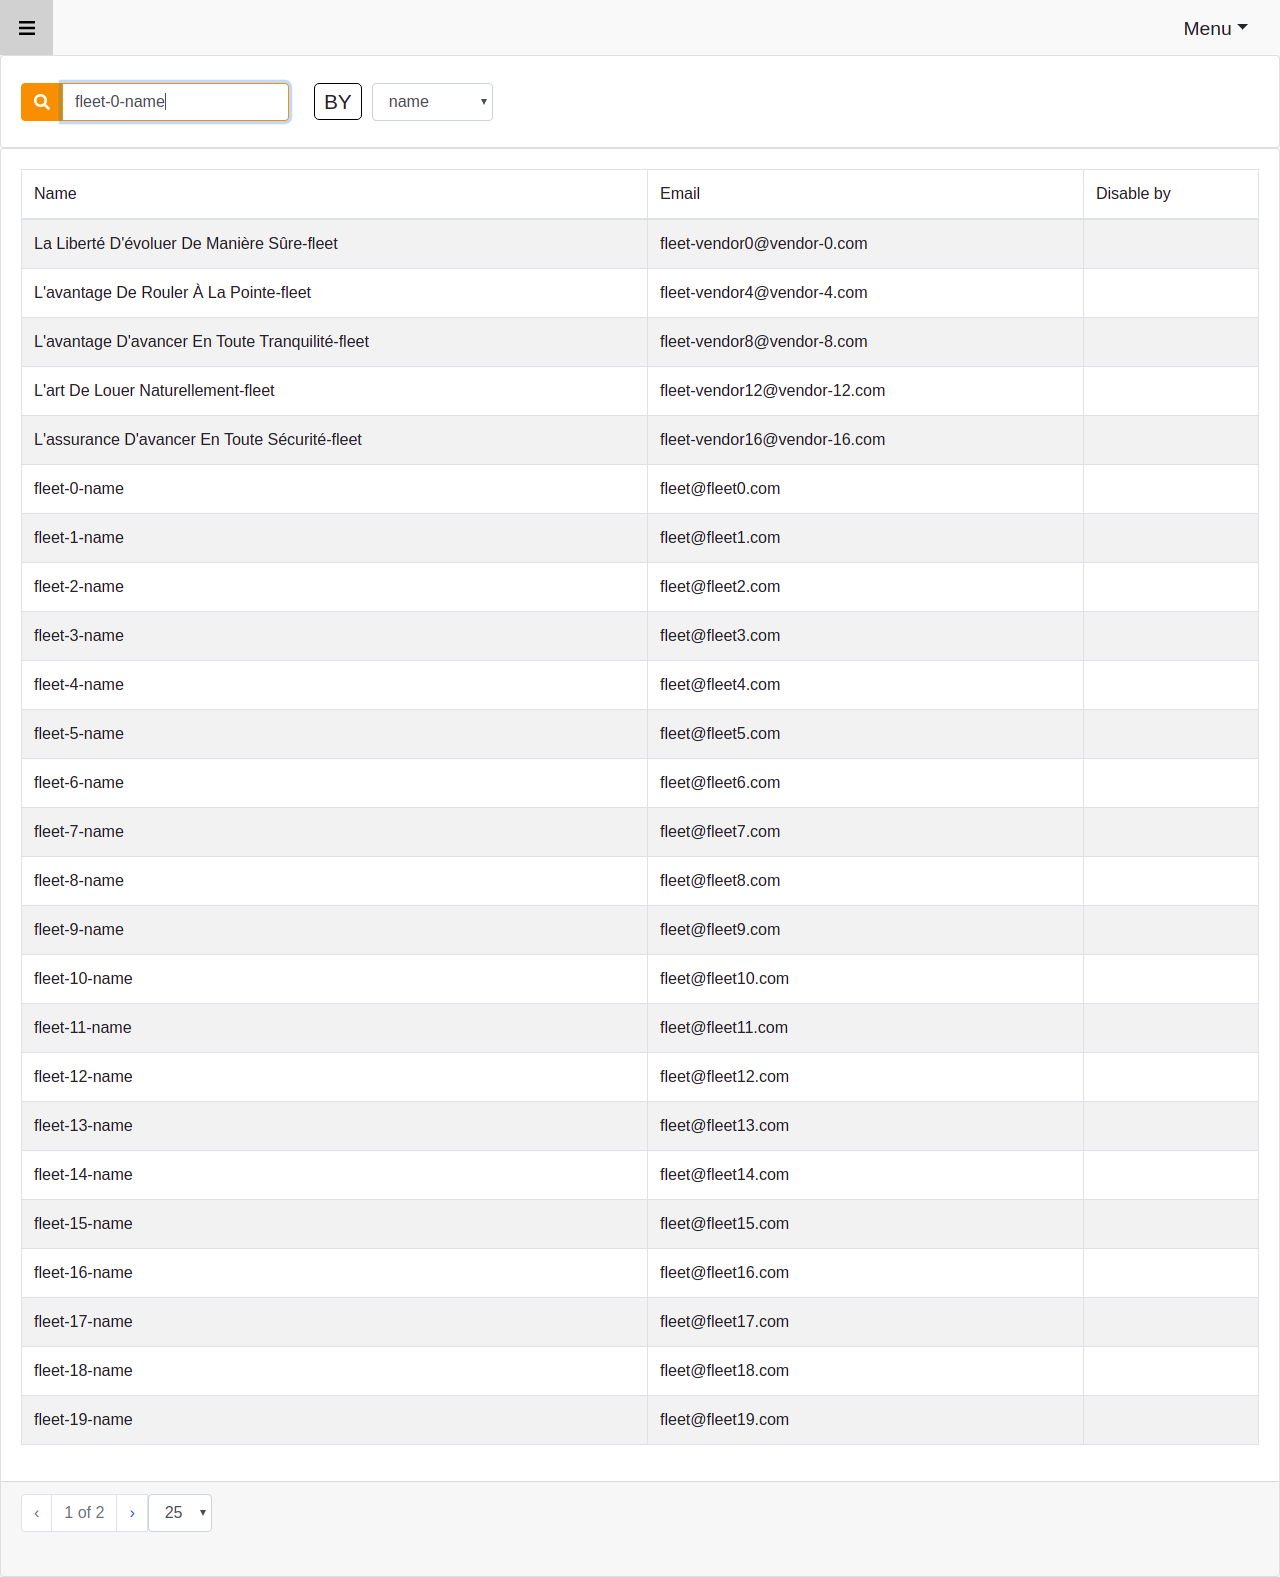 Menu
fleet-0-name BY name
Name Email Disable by
La Liberté D'évoluer De Manière Sûre-fleet fleet-vendor0@vendor-0.com
L'avantage De Rouler À La Pointe-fleet fleet-vendor4@vendor-4.com
L'avantage D'avancer En Toute Tranquilité-fleet fleet-vendor8@vendor-8.com
L'art De Louer Naturellement-fleet fleet-vendor12@vendor-12.com
L'assurance D'avancer En Toute Sécurité-fleet fleet-vendor16@vendor-16.com
fleet-0-name fleet@fleet0.com
fleet-1-name fleet@fleet1.com
fleet-2-name fleet@fleet2.com
fleet-3-name fleet@fleet3.com
fleet-4-name fleet@fleet4.com
fleet-5-name fleet@fleet5.com
fleet-6-name fleet@fleet6.com
fleet-7-name fleet@fleet7.com
fleet-8-name fleet@fleet8.com
fleet-9-name fleet@fleet9.com
fleet-10-name fleet@fleet10.com
fleet-11-name fleet@fleet11.com
fleet-12-name fleet@fleet12.com
fleet-13-name fleet@fleet13.com
fleet-14-name fleet@fleet14.com
fleet-15-name fleet@fleet15.com
fleet-16-name fleet@fleet16.com
fleet-17-name fleet@fleet17.com
fleet-18-name fleet@fleet18.com
fleet-19-name fleet@fleet19.com
‹ 1 of 2 › 25